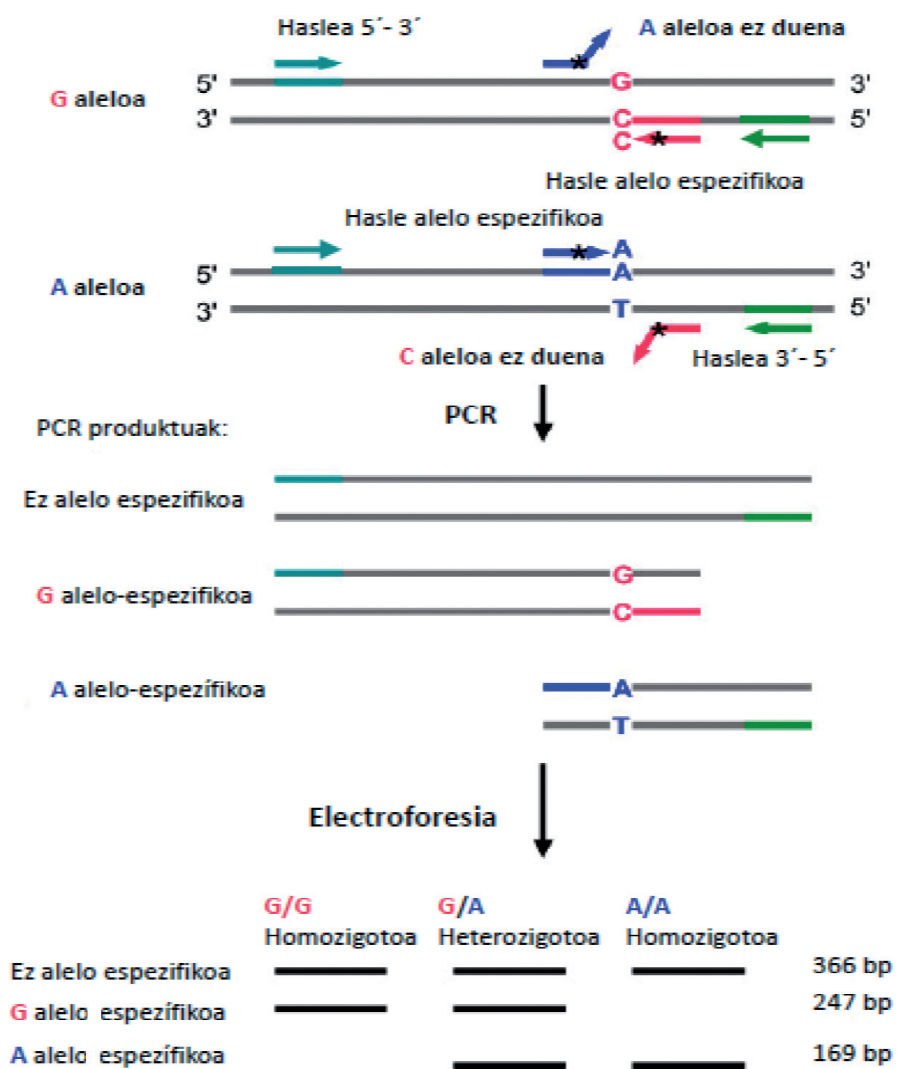 Haslea 5´- 3´
A aleloa ez duena
5'
G
3'
G aleloa
3'
C
5'
C
Hasle alelo espezifikoa
Hasle alelo espezifikoa
A
5'
A
3'
A aleloa
3'
T
5'
C aleloa ez duena
Haslea 3´- 5´
PCR
PCR produktuak:
Ez alelo espezifikoa
G
G alelo-espezifikoa
C
A alelo-espezífikoa
A
T
Electroforesia
G/G
G/A
A/A
Homozigotoa
Heterozigotoa
Homozigotoa
Ez alelo espezifikoa
366 bp
G alelo espezífikoa
247 bp
A alelo espezífikoa
169 bp